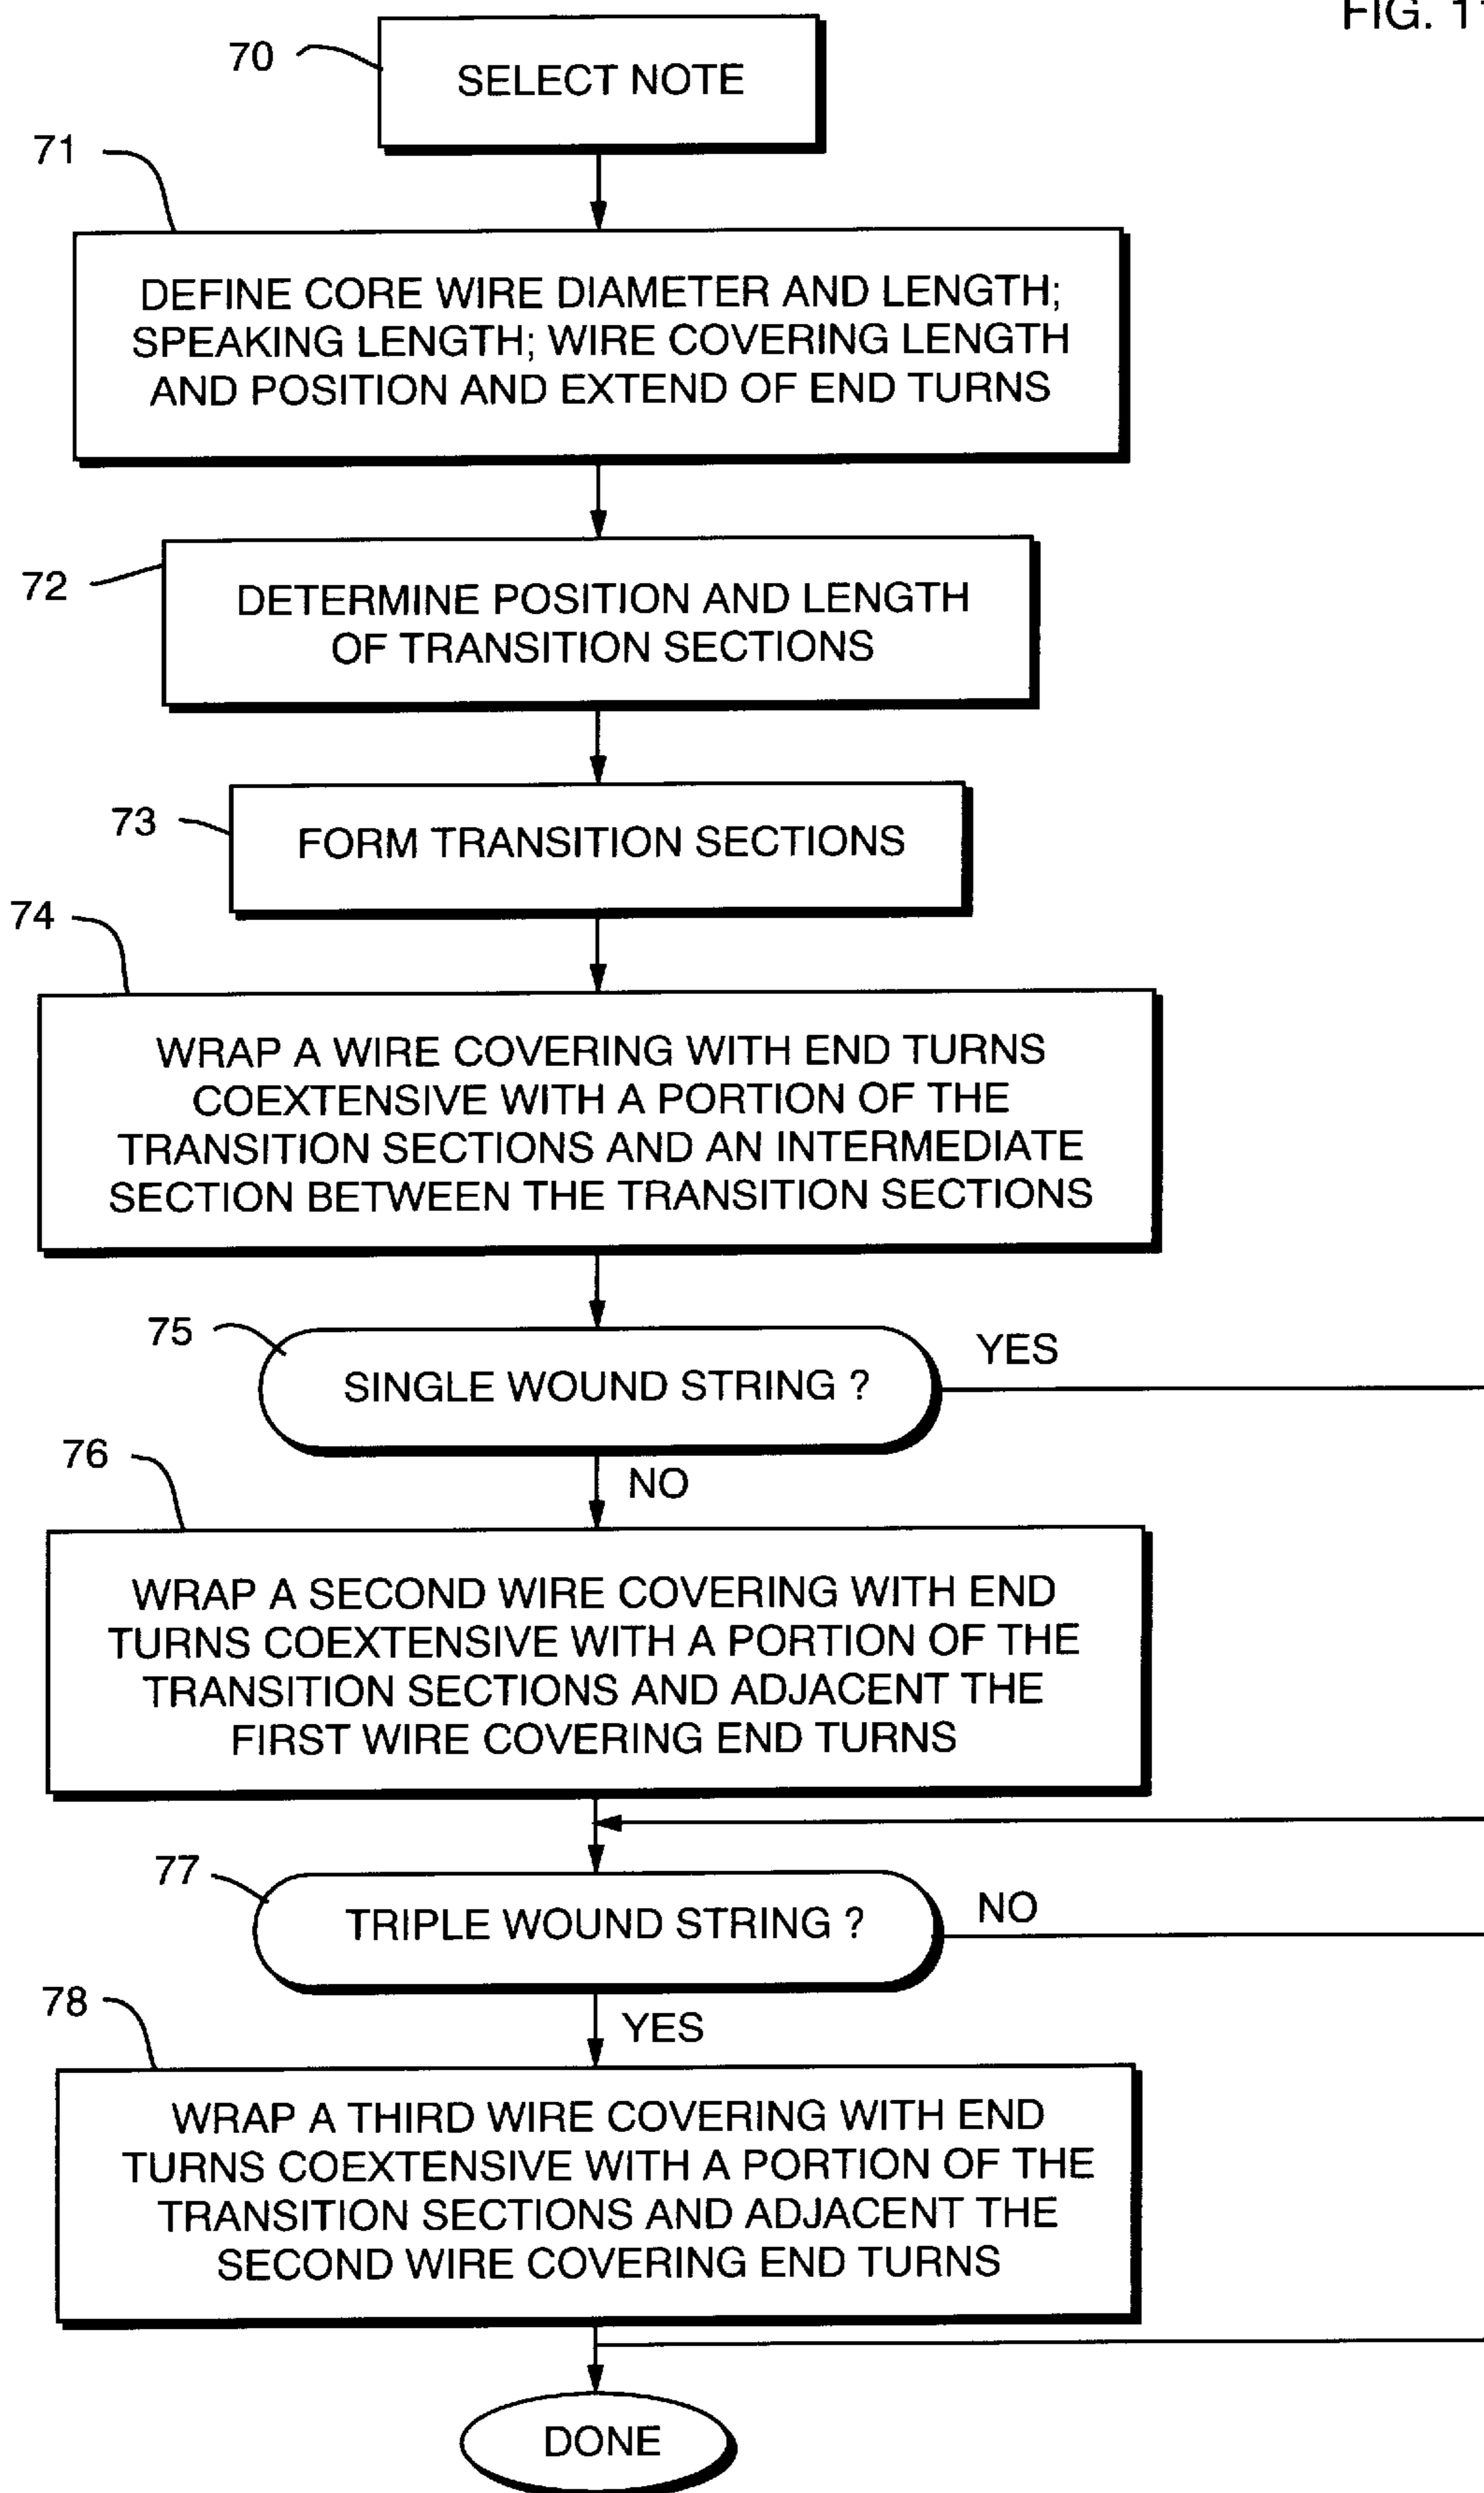 FIG. 11
70
SELECT NOTE
71
DEFINE CORE WIRE DIAMETER AND LENGTH;
SPEAKING LENGTH; WIRE COVERING LENGTH
AND POSITION AND EXTEND OF END TURNS
72
DETERMINE POSITION AND LENGTH
OF TRANSITION SECTIONS
73
FORM TRANSITION SECTIONS
74
WRAP A WIRE COVERING WITH END TURNS
COEXTENSIVE WITH A PORTION OF THE
TRANSITION SECTIONS AND AN INTERMEDIATE
SECTION BETWEEN THE TRANSITION SECTIONS
75
SINGLE WOUND STRING ?
YES
NO
76
WRAP A SECOND WIRE COVERING WITH END
TURNS COEXTENSIVE WITH A PORTION OF THE
TRANSITION SECTIONS AND ADJACENT THE
FIRST WIRE COVERING END TURNS
77
TRIPLE WOUND STRING ?
NO
YES
78
WRAP A THIRD WIRE COVERING WITH END
TURNS COEXTENSIVE WITH A PORTION OF THE
TRANSITION SECTIONS AND ADJACENT THE
SECOND WIRE COVERING END TURNS
DONE